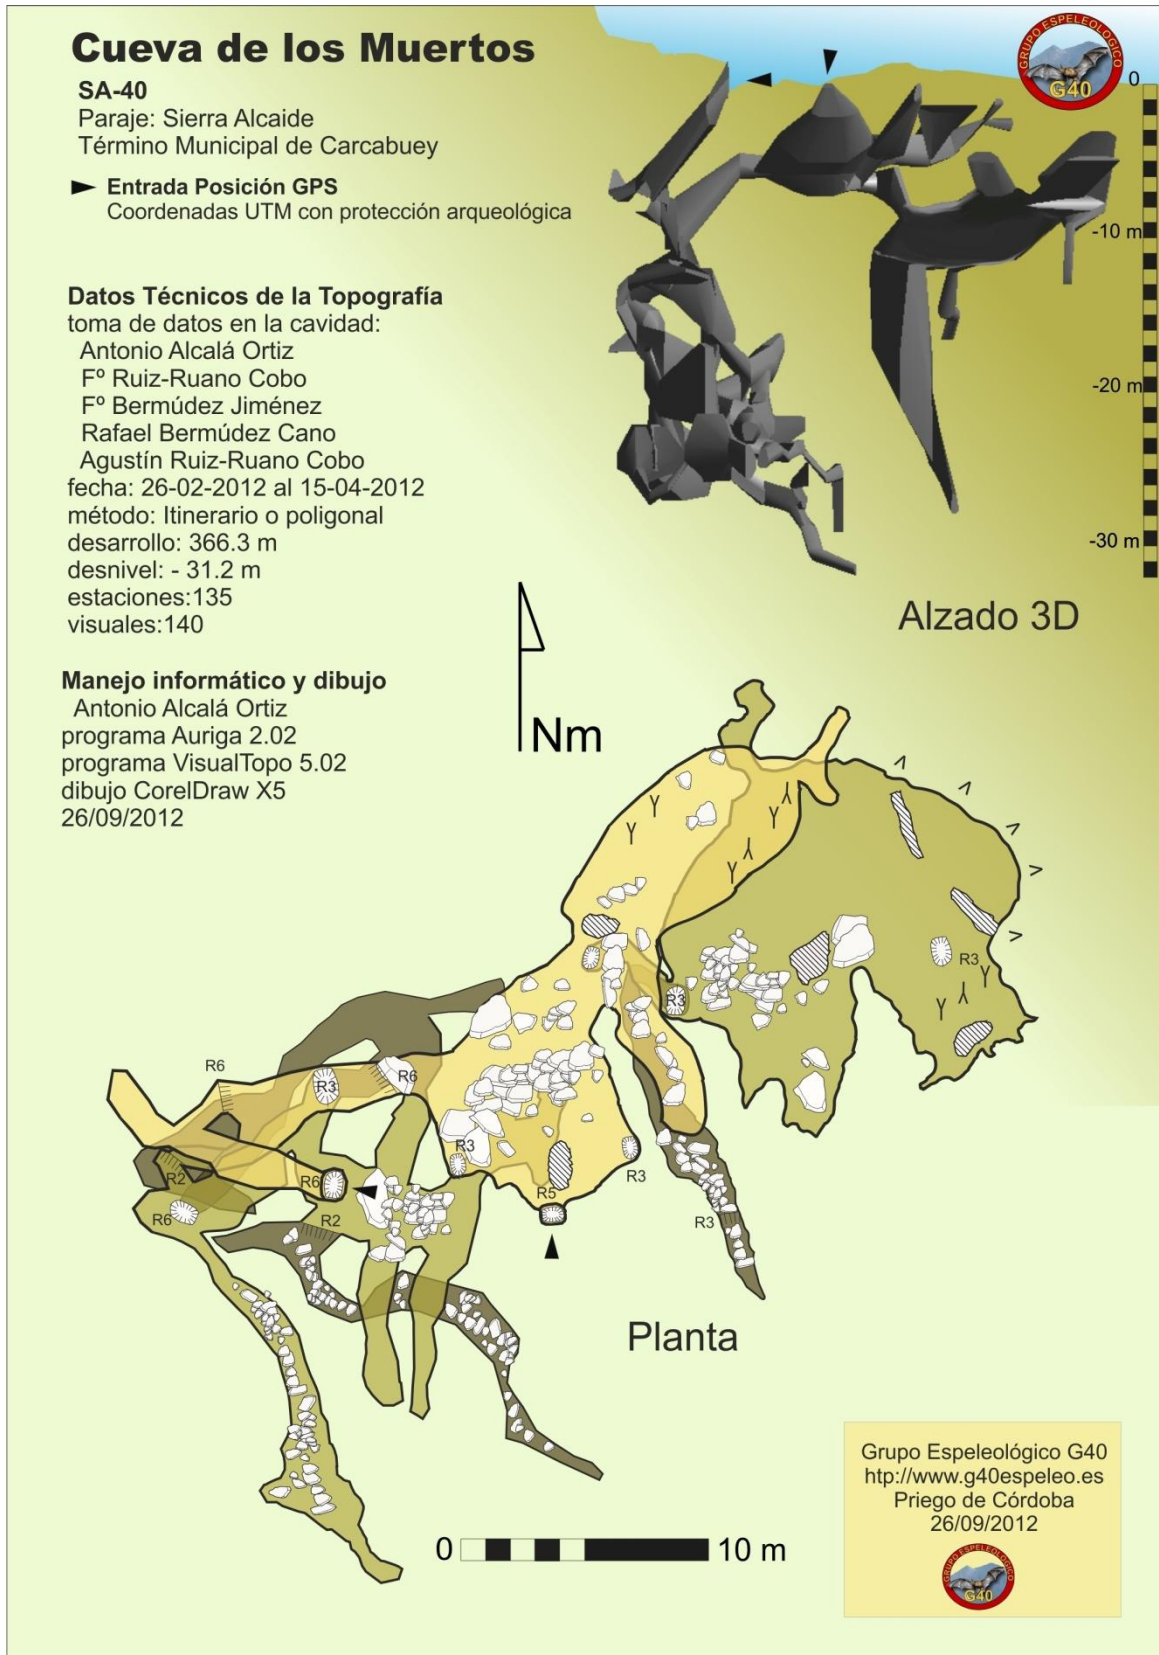 Cueva de los Muertos
SA-40
Paraje: Sierra Alcaide
Término Municipal de Carcabuey
Entrada Posición GPS
Coordenadas UTM con protección arqueológica
Datos Técnicos de la Topografía
toma de datos en la cavidad:
Antonio Alcalá Ortiz
Fº Ruiz-Ruano Cobo
Fº Bermúdez Jiménez
Rafael Bermúdez Cano
Agustín Ruiz-Ruano Cobo
fecha: 26-02-2012 al 15-04-2012
método: Itinerario o poligonal
desarrollo: 366.3 m
desnivel: - 31.2 m
estaciones:135
visuales:140
Manejo informático y dibujo
Antonio Alcalá Ortiz
programa Auriga 2.02
programa VisualTopo 5.02
dibujo CorelDraw X5
26/09/2012
GRUPO ESPELEOLÓGICO
G40
0
-10 m
-20 m
-30 m
Alzado 3D
Nm
R3
R3
R6
R3
R6
R3
R3
R2
R6
R5
R6
R2
R3
Planta
0
10 m
Grupo Espeleológico G40
htp://www.g40espeleo.es
Priego de Córdoba
26/09/2012
GRUPO ESPELEOLÓGICO
G40